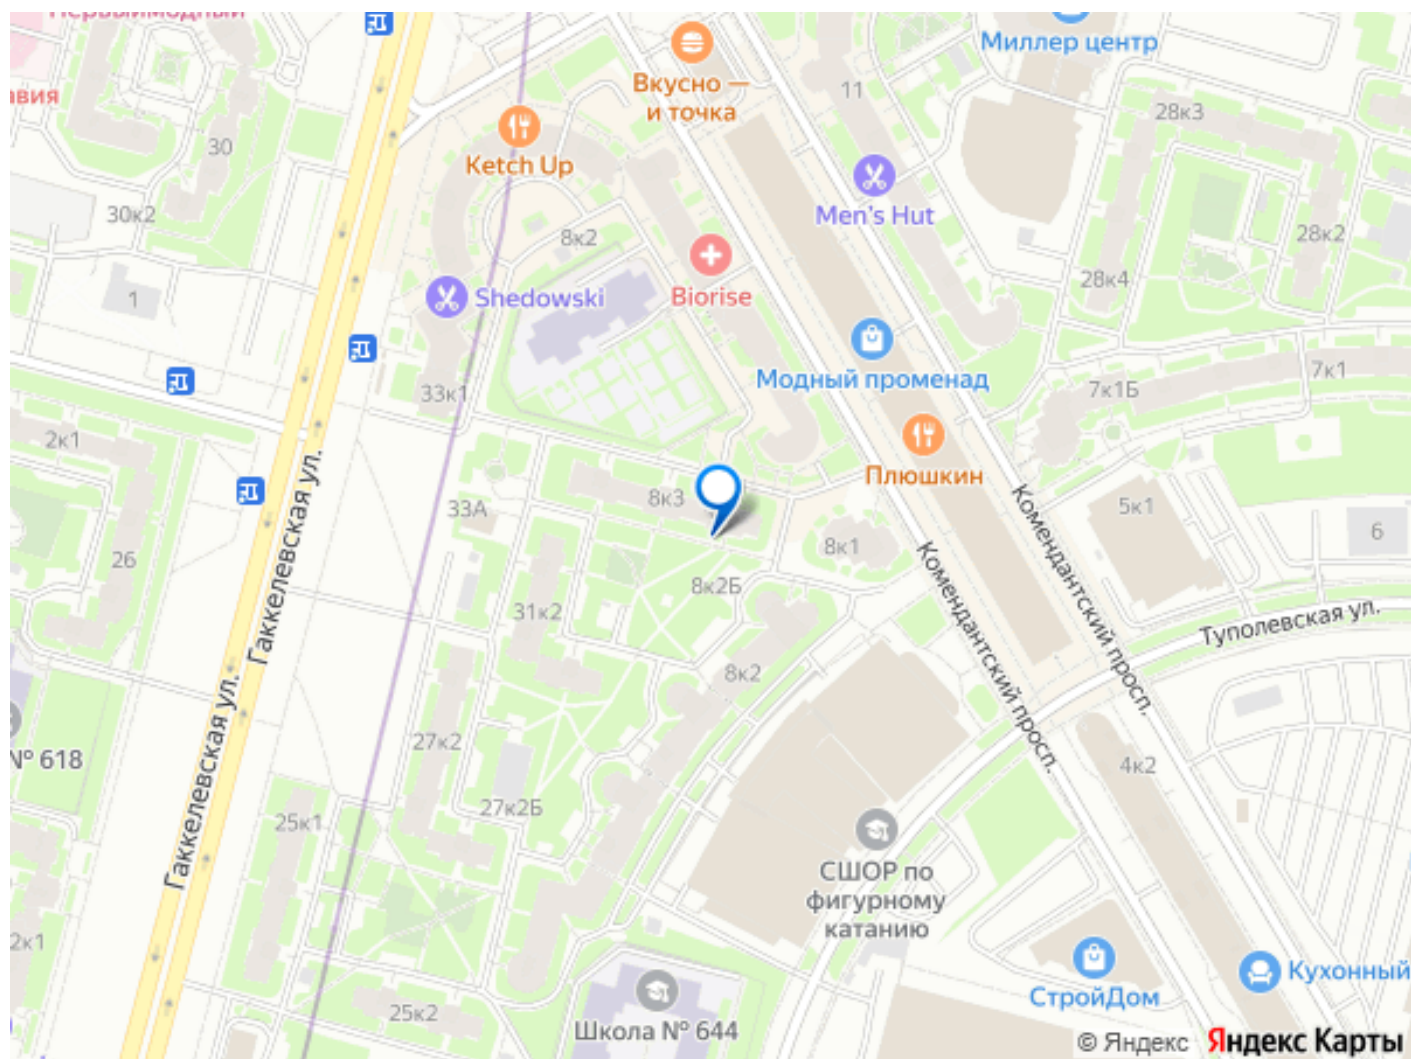 Первыймодный
авия
30
30к2
1
Ketch Up
Вкусно —
и точка
11
Миллер центр
28к3
28к2
28к4
Men's Hut
8к2
Biorise
Shedowski
33к1
Модный променад
7к1Б
7к1
Плюшкин
2к1
33А
8к3
8к1
5к1
6
26
31к2
8к2Б
8к2
Гаккелевская ул.
Гаккелевская ул.
Комендантский просп.
Комендантский просп.
Туполевская ул.
№ 618
27к2
27к2Б
25к1
4к2
СШОР по
фигурному
катанию
2к1
25к2
Школа № 644
СтройДом
Кухонный
© Яндекс Яндекс Карты